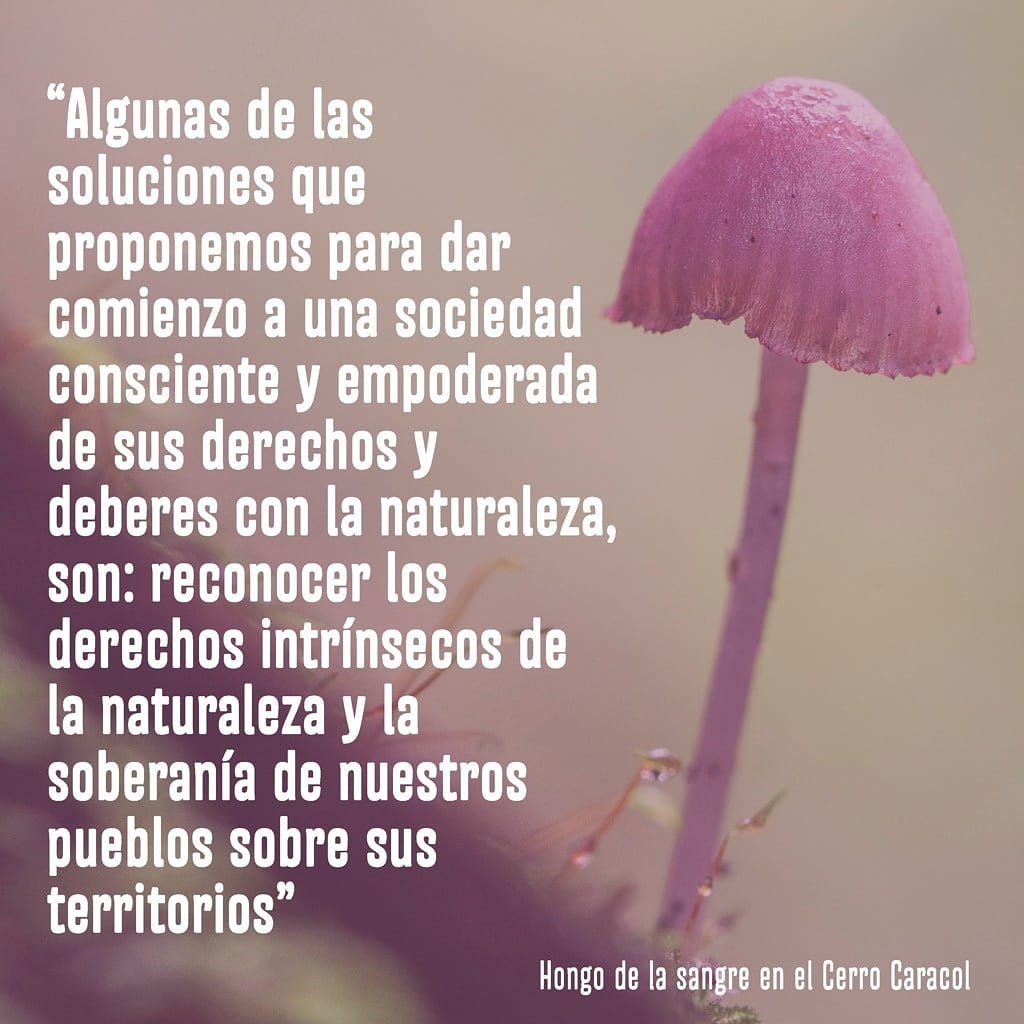 “Algunas de las
soluciones que
proponemos para dar
comienzo a una sociedad
consciente y empoderada
de sus derechos y
deberes con la naturaleza,
son: reconocer los
derechos intrínsecos de
la naturaleza y la
soberanía de nuestros
pueblos sobre sus
territorios”
Hongo de la sangre en el Cerro Caracol